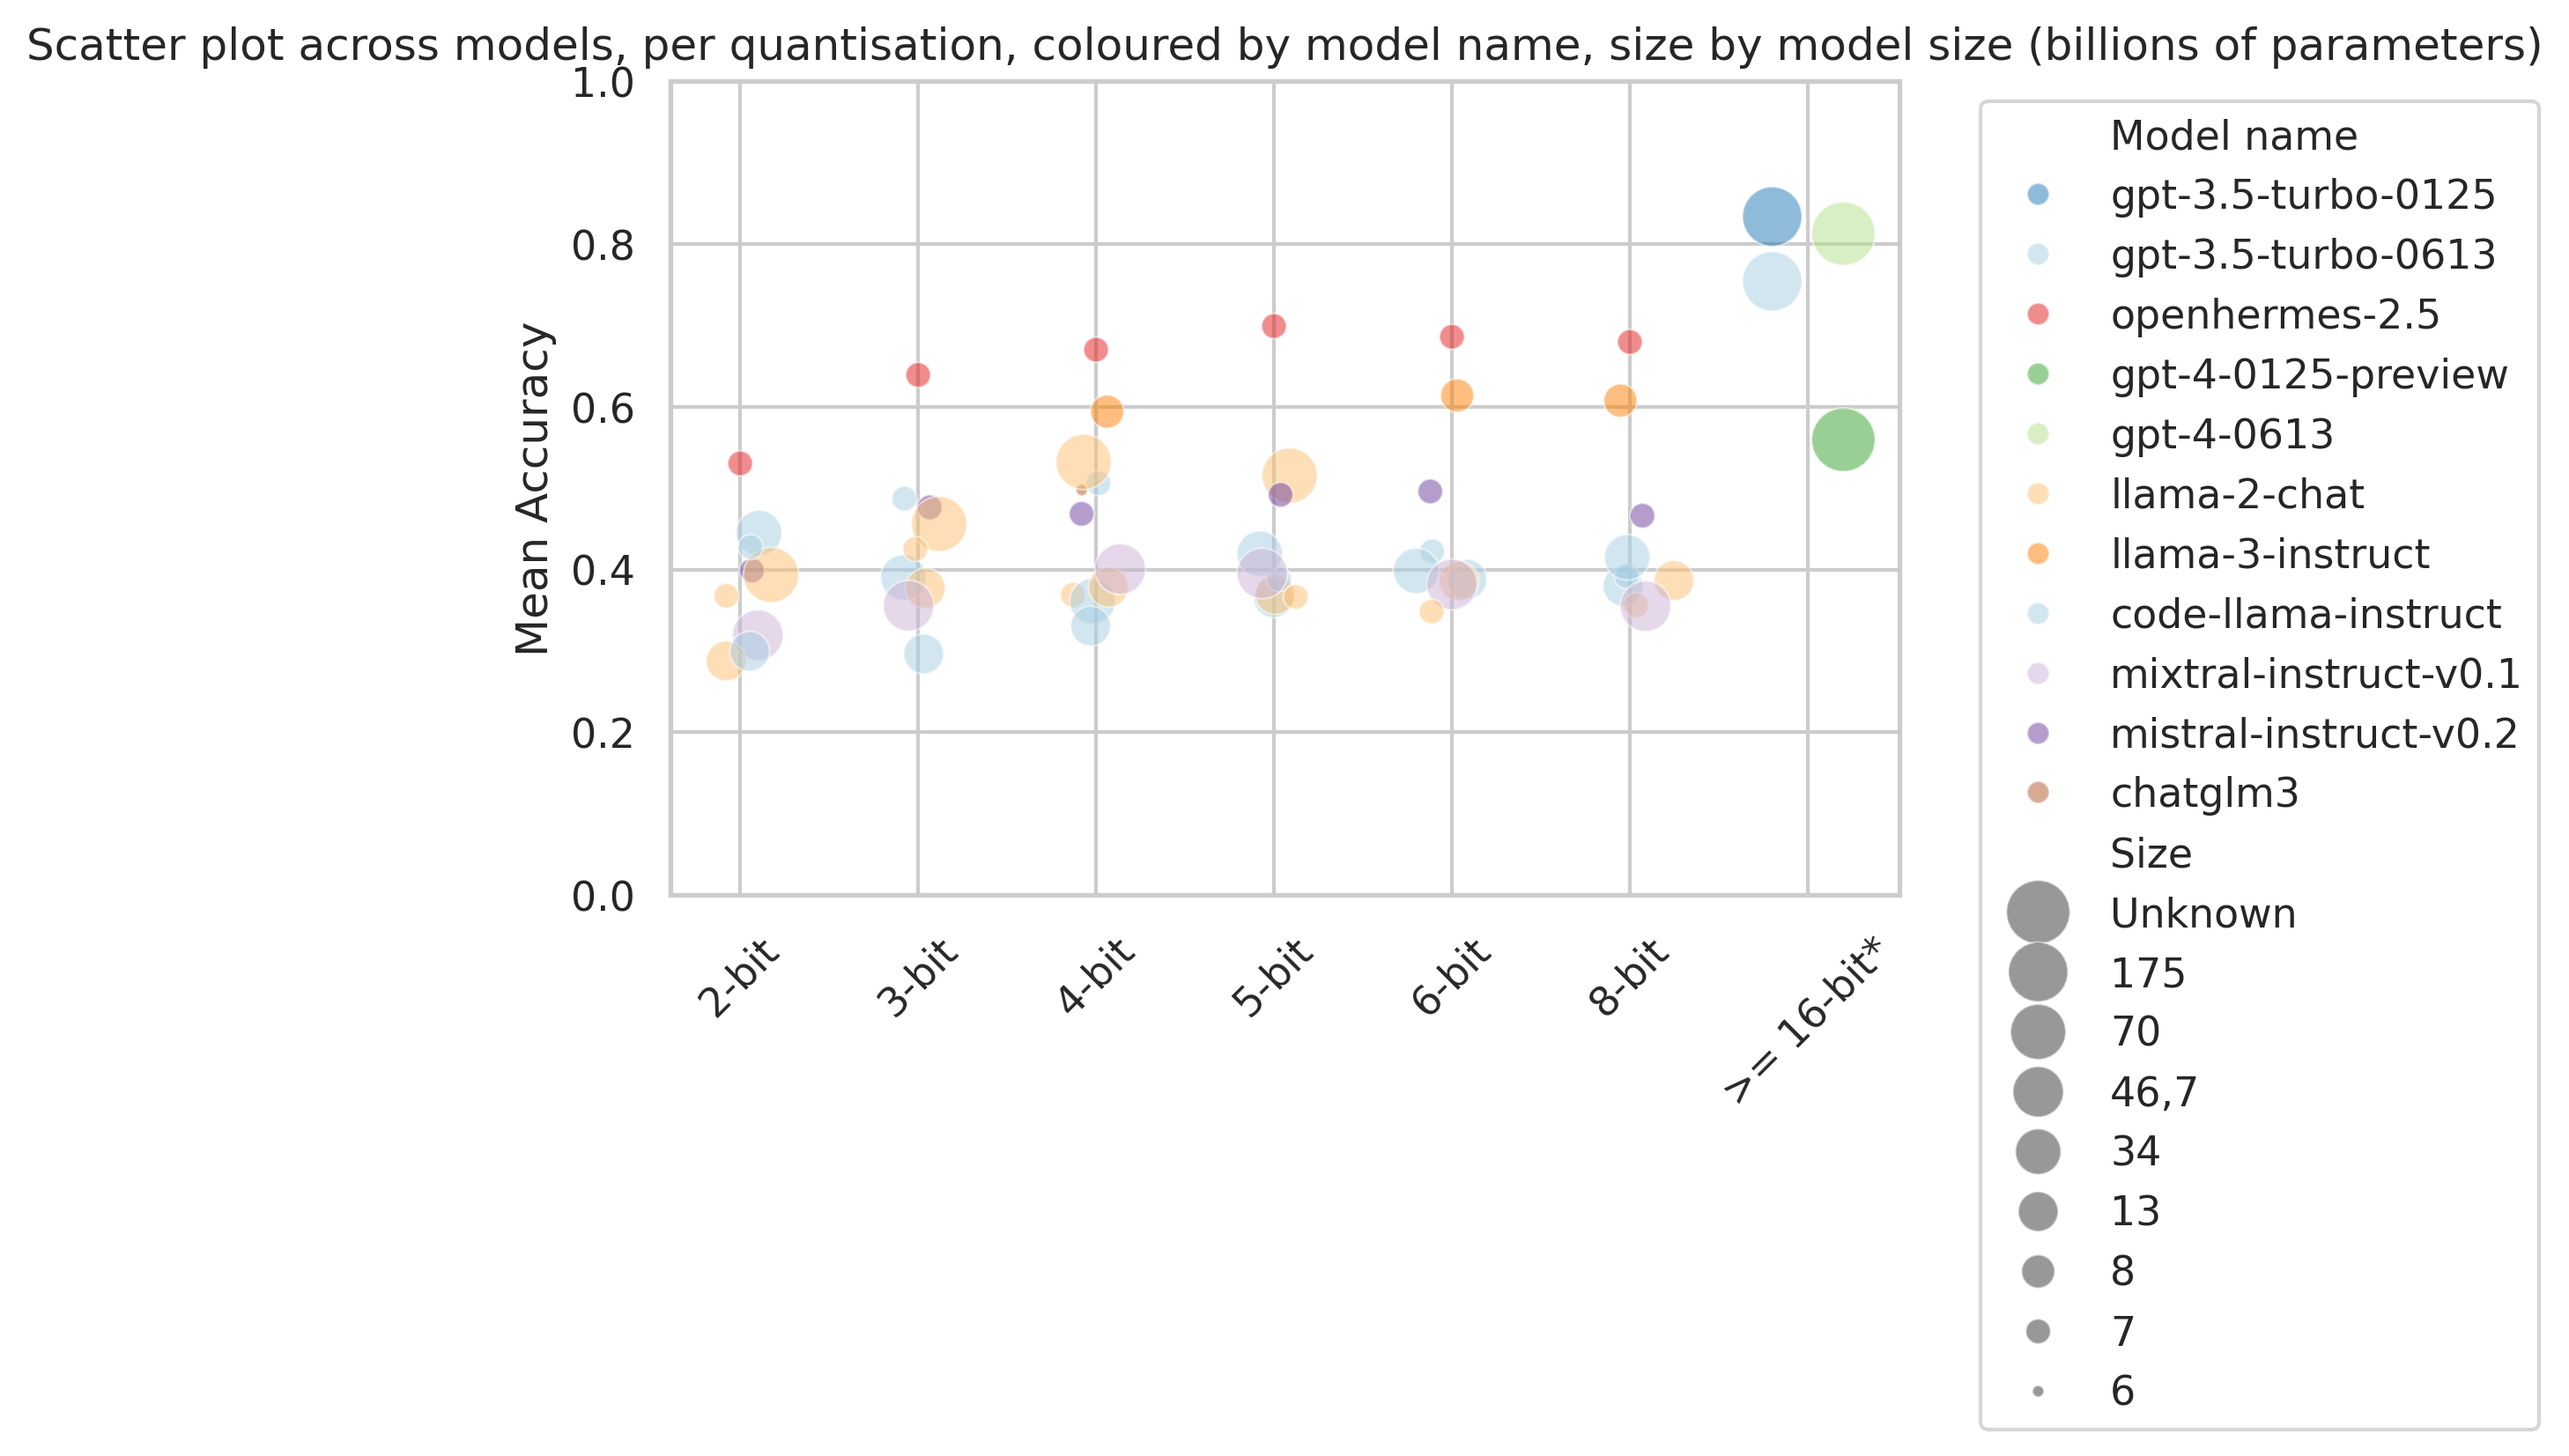 Scatter plot across models, per quantisation, coloured by model name, size by model size (billions of parameters)
1.0
0.8
0.6
0.4
0.2
0.0
Mean Accuracy
2-bit
3-bit
4-bit
5-bit
6-bit
8-bit
>= 16-bit*
Model name
gpt-3.5-turbo-0125
gpt-3.5-turbo-0613
openhermes-2.5
gpt-4-0125-preview
gpt-4-0613
llama-2-chat
llama-3-instruct
code-llama-instruct
mixtral-instruct-v0.1
mistral-instruct-v0.2
chatglm3
Size
Unknown
175
70
46,7
34
13
8
7
6